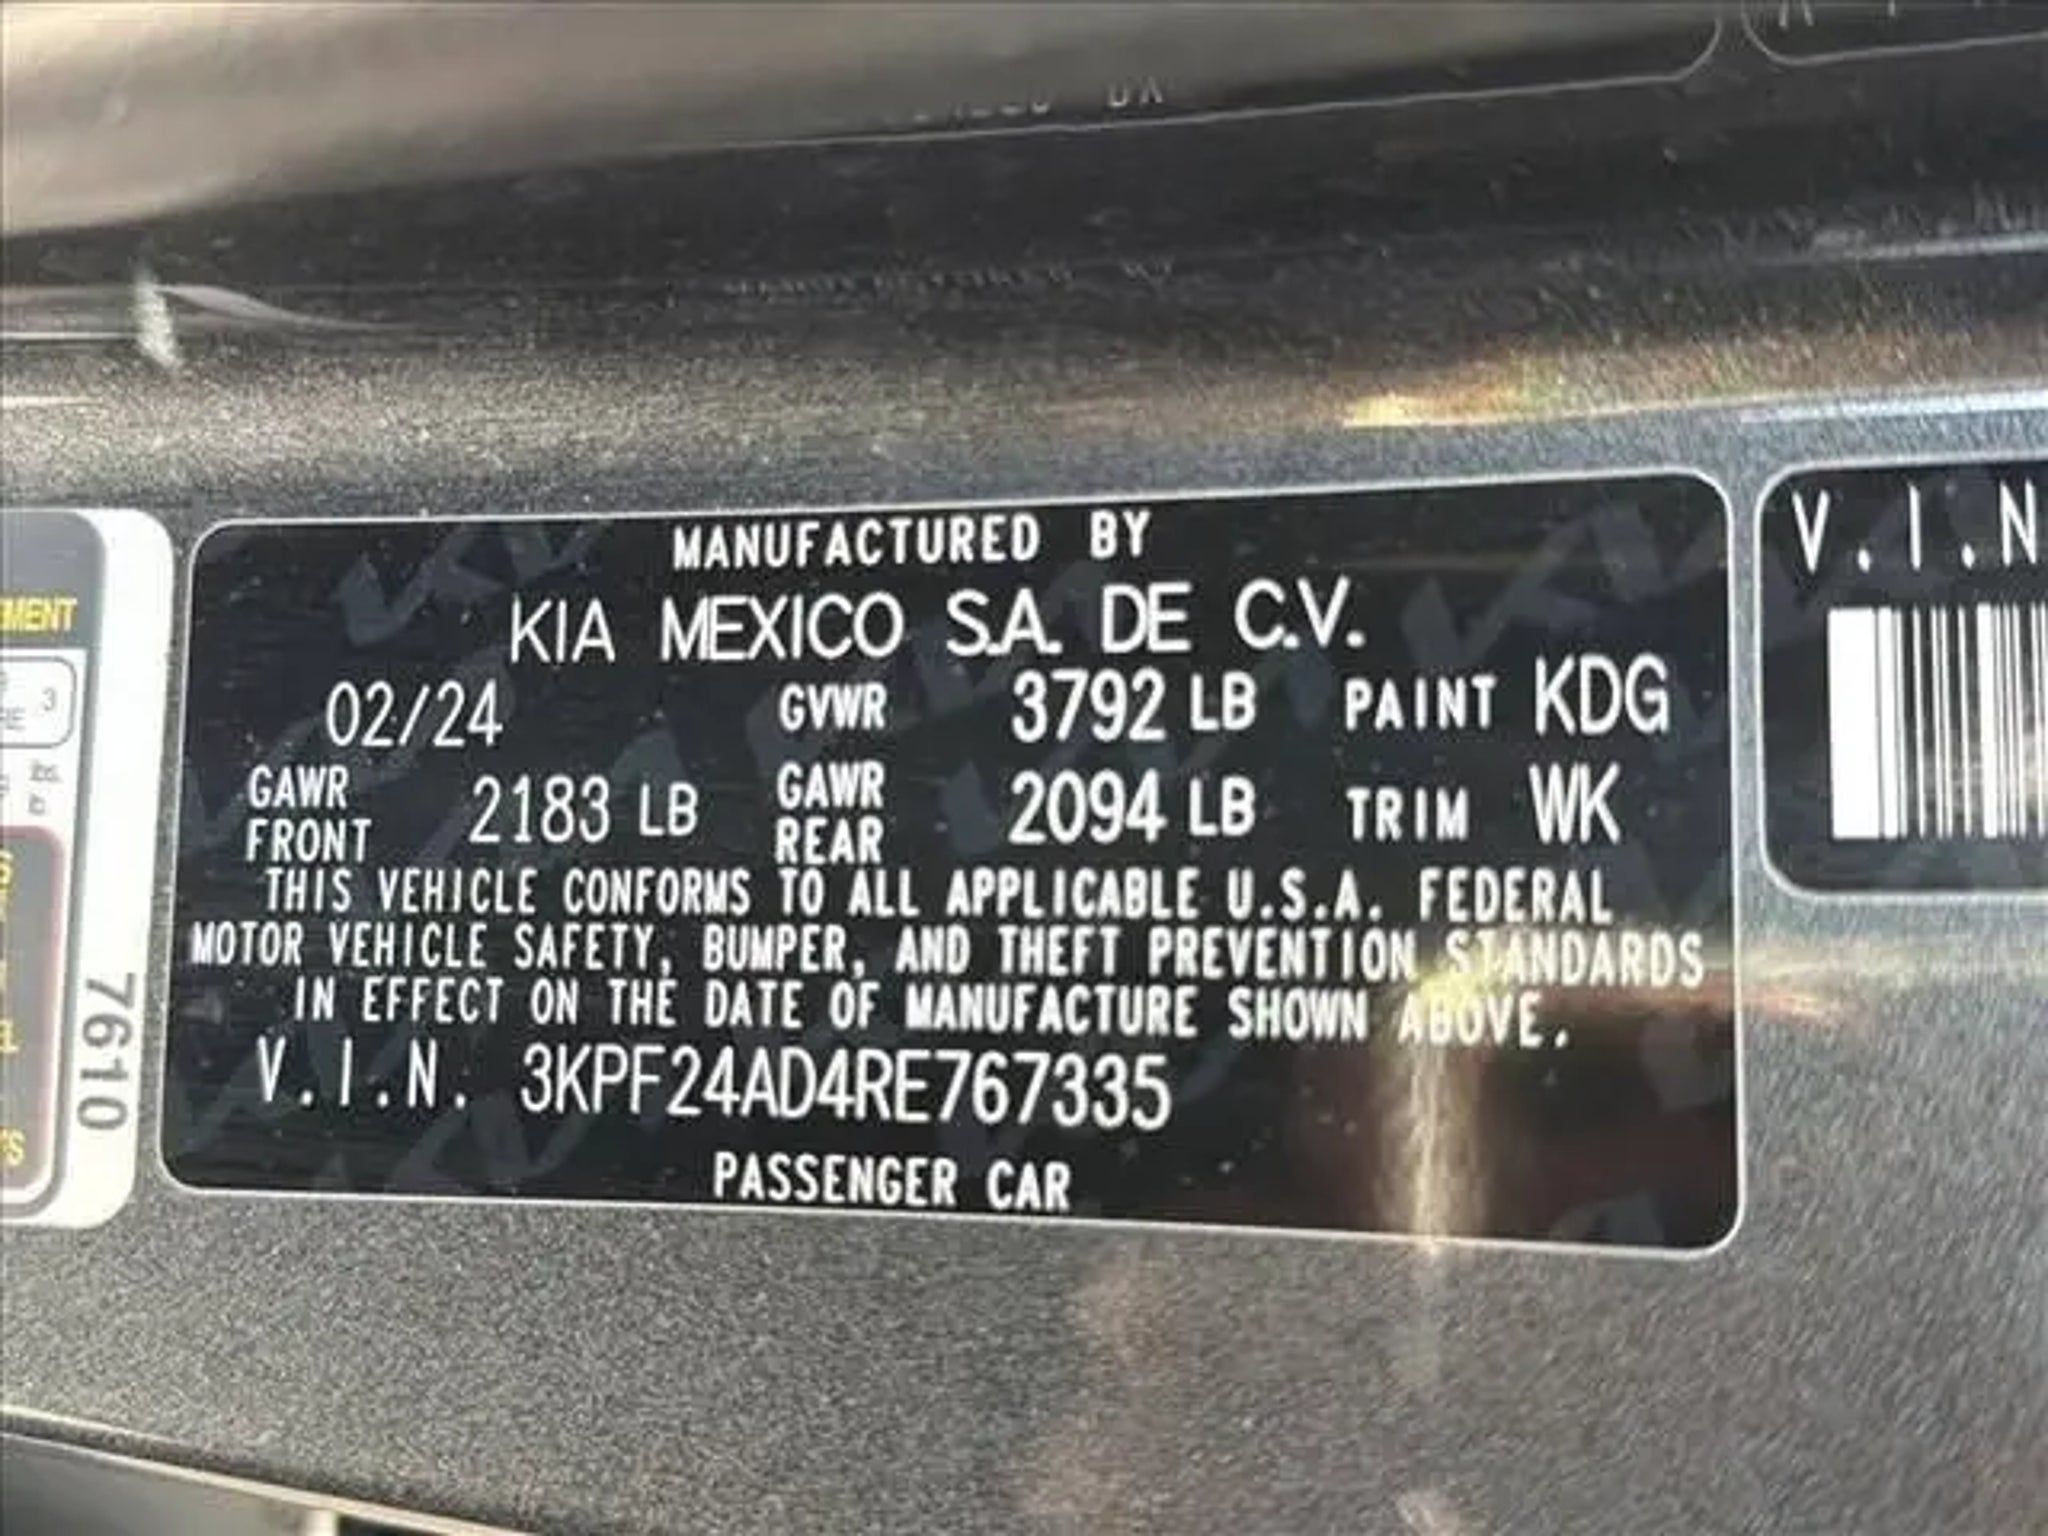 MANUFACTURED BY
KIA MEXICO S.A. DE C.V.
02/24 GVWR 3792 LB PAINT KDG
GAWR FRONT 2183 LB GAWR REAR 2094 LB TRIM WK
THIS VEHICLE CONFORMS TO ALL APPLICABLE U.S.A. FEDERAL
MOTOR VEHICLE SAFETY, BUMPER, AND THEFT PREVENTION STANDARDS
IN EFFECT ON THE DATE OF MANUFACTURE SHOWN ABOVE.
V.I.N. 3KPF24AD4RE767335
PASSENGER CAR
V.I.N
3
lbs.
7610